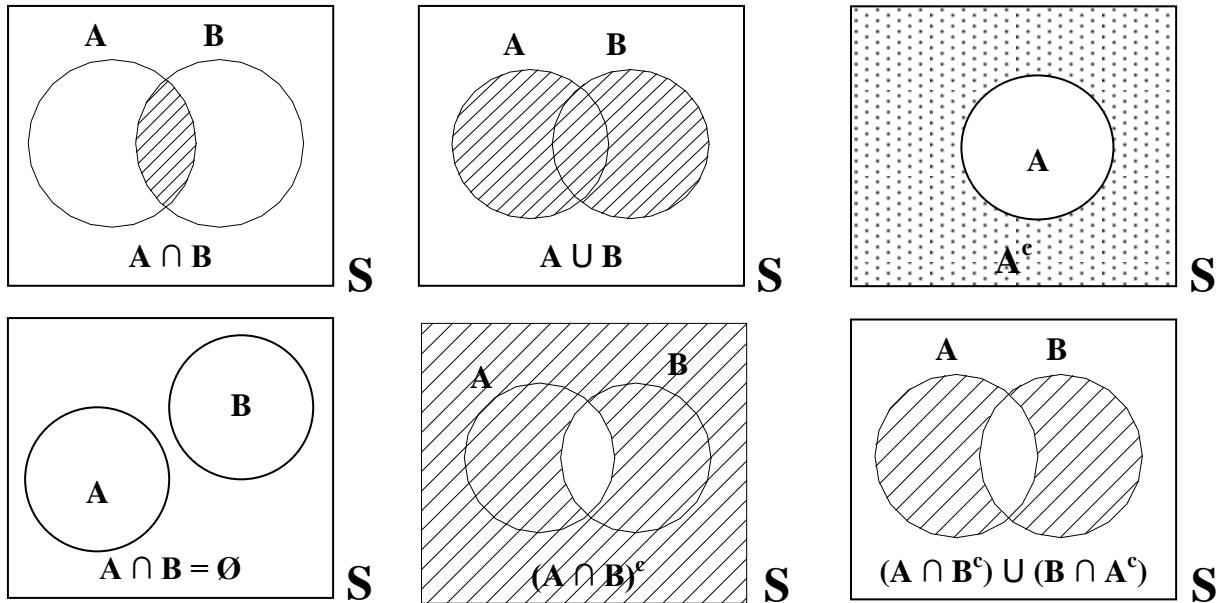 A B
A ∩ B
S
A B
A ∪ B
S
A
Aᶜ
S
B
A
A ∩ B = Ø
S
A B
(A ∩ B)ᶜ
S
A B
(A ∩ Bᶜ) ∪ (B ∩ Aᶜ)
S